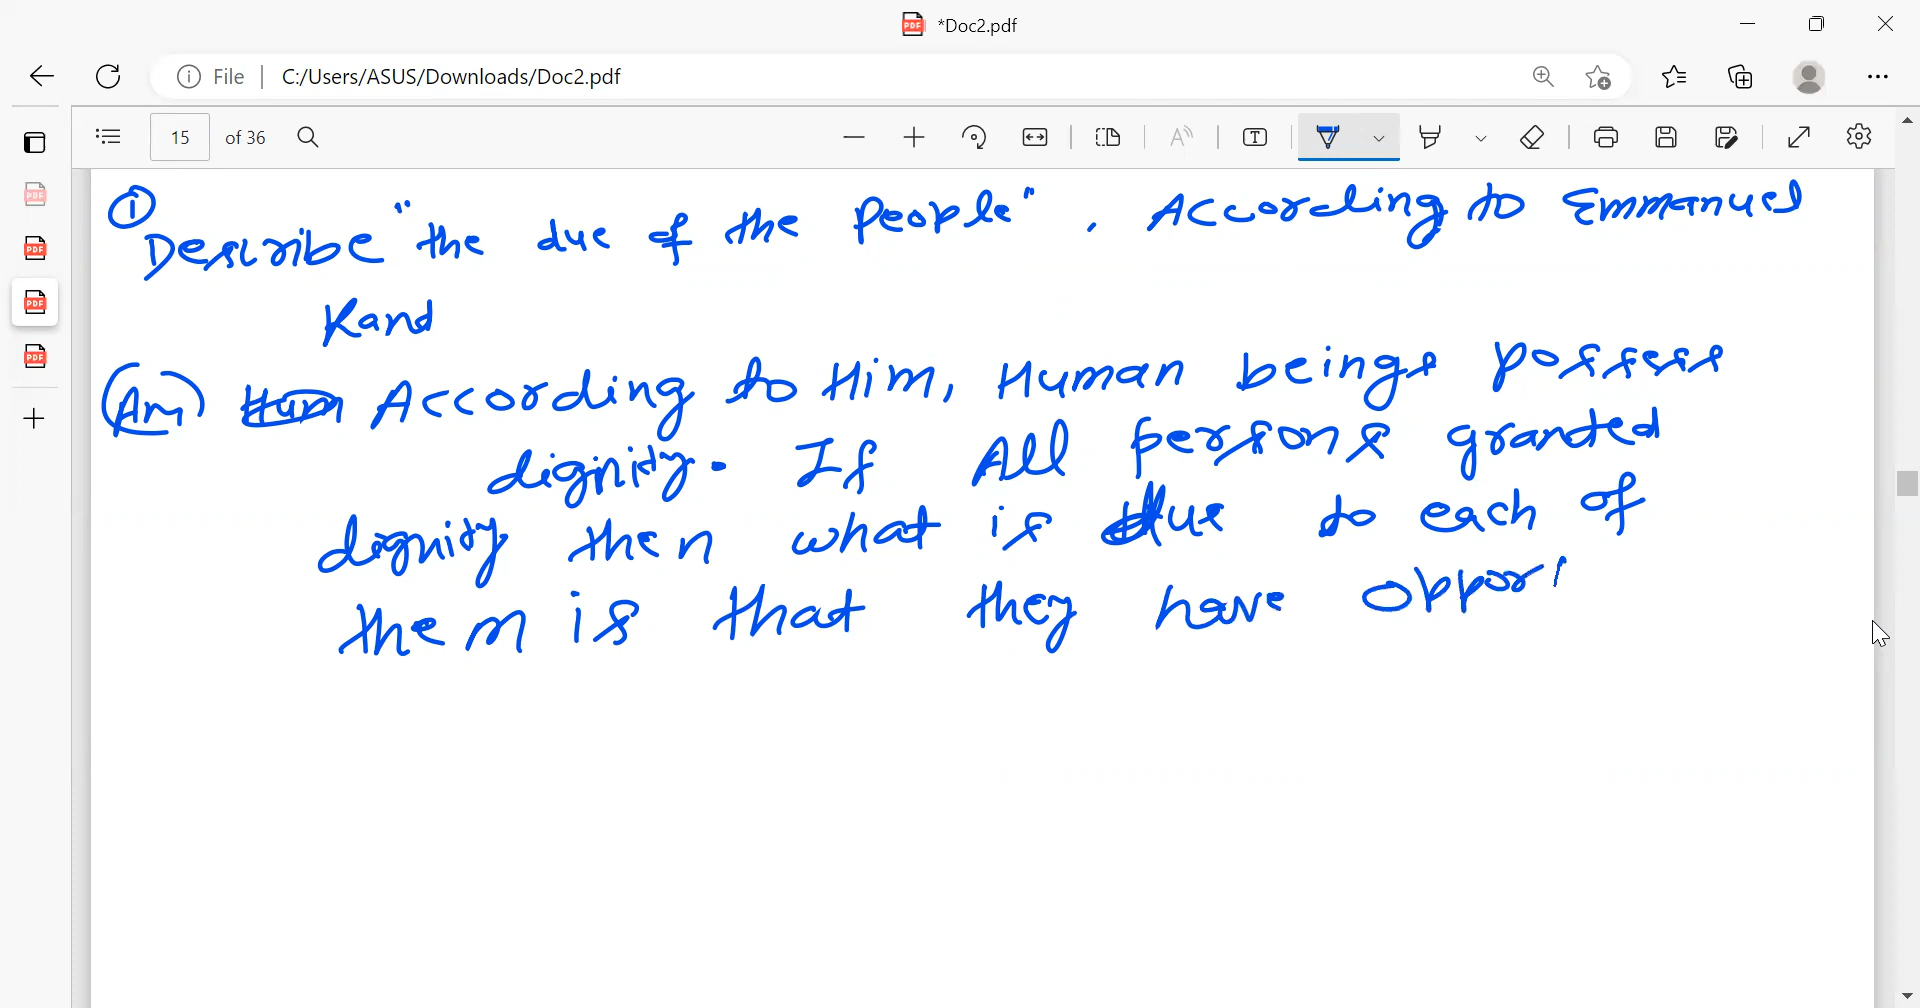 *Doc2.pdf
File C:/Users/ASUS/Downloads/Doc2.pdf
15 of 36
① Describe "the due of the People". According to Emmanuel
Kand
(An) According to Him, Human beings possess
dignity. If All persons granted
dignity then what is due to each of
them is that they have oppor